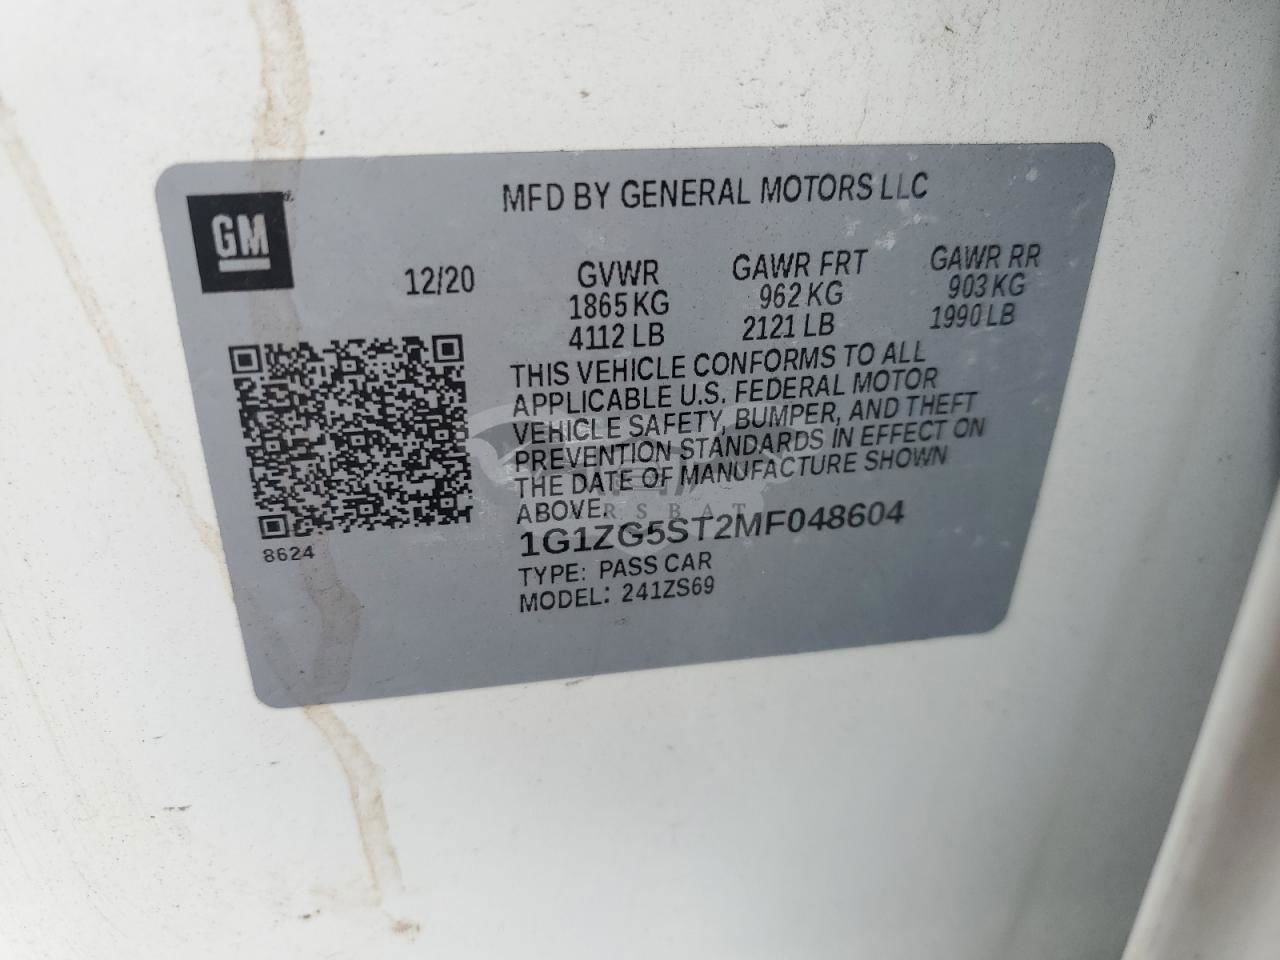 GM
MFD BY GENERAL MOTORS LLC
12/20
GVWR
1865 KG
4112 LB
GAWR FRT
962 KG
2121 LB
GAWR RR
903 KG
1990 LB
THIS VEHICLE CONFORMS TO ALL
APPLICABLE U.S. FEDERAL MOTOR
VEHICLE SAFETY, BUMPER, AND THEFT
PREVENTION STANDARDS IN EFFECT ON
THE DATE OF MANUFACTURE SHOWN
ABOVE.
1G1ZG5ST2MF048604
TYPE: PASS CAR
MODEL: 241ZS69
8624